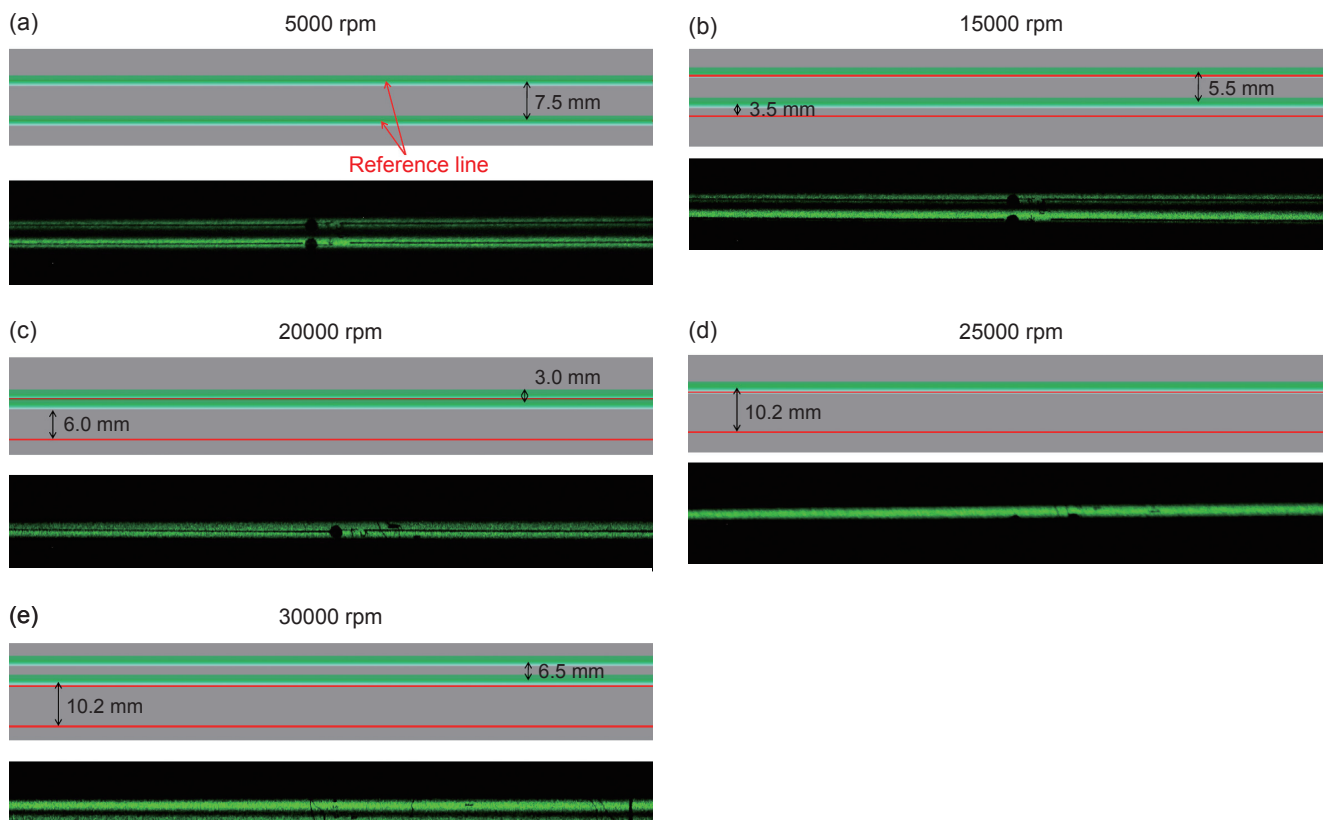 (a)
5000 rpm
7.5 mm
Reference line
(b)
15000 rpm
5.5 mm
3.5 mm
(c)
20000 rpm
3.0 mm
6.0 mm
(d)
25000 rpm
10.2 mm
(e)
30000 rpm
6.5 mm
10.2 mm